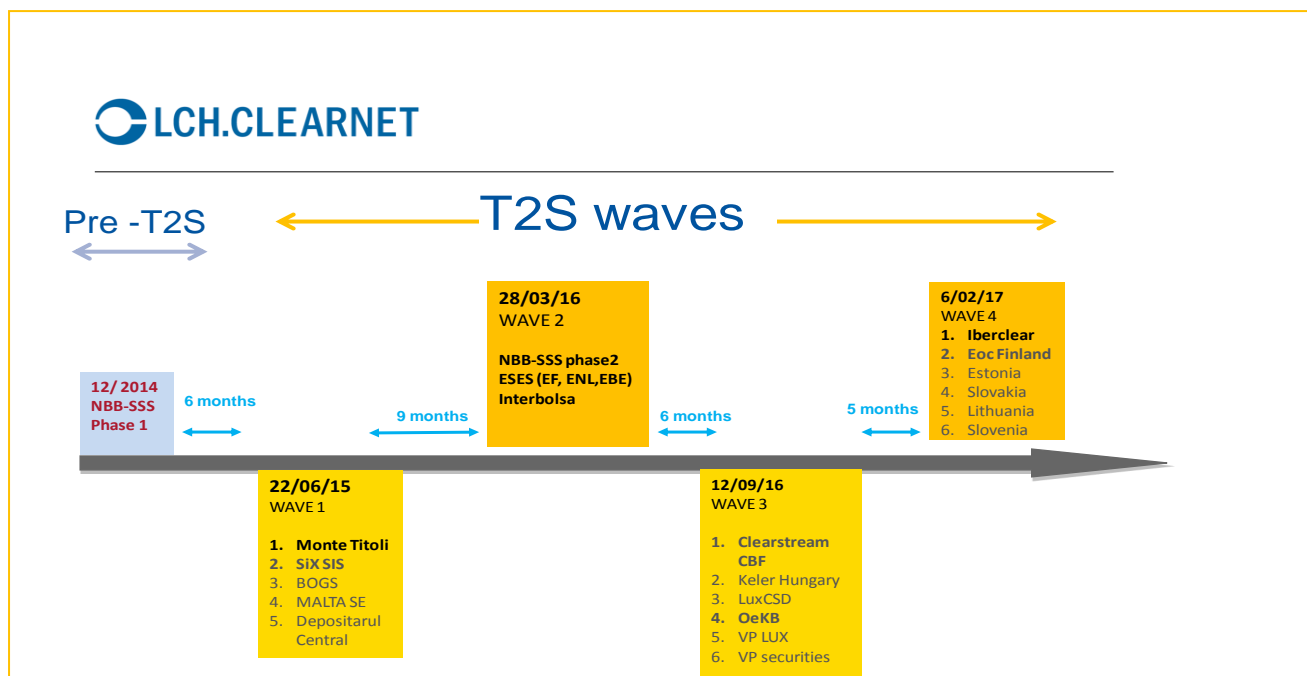 LCH.CLEARNET
Pre -T2S
T2S waves
12/ 2014
NBB-SSS
Phase 1
6 months
22/06/15
WAVE 1
1. Monte Titoli
2. SiX SIS
3. BOGS
4. MALTA SE
5. Depositarul
Central
9 months
28/03/16
WAVE 2
NBB-SSS phase2
ESES (EF, ENL,EBE)
Interbolsa
6 months
12/09/16
WAVE 3
1. Clearstream
CBF
2. Keler Hungary
3. LuxCSD
4. OeKB
5. VP LUX
6. VP securities
5 months
6/02/17
WAVE 4
1. Iberclear
2. Eoc Finland
3. Estonia
4. Slovakia
5. Lithuania
6. Slovenia